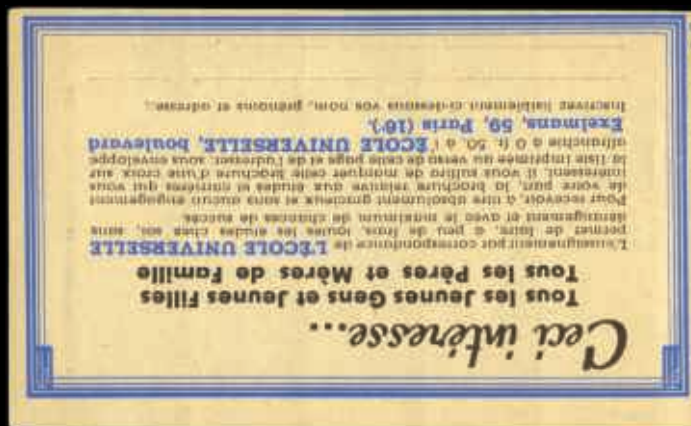 Ceci intéresse...
Tous les Jeunes Gens et Jeunes Filles
Tous les Pères et Mères de Famille
L'enseignement par correspondance de L'ÉCOLE UNIVERSELLE
permet de faire, à peu de frais, toutes les études chez soi, sans
dérangement et avec le maximum de chances de succès.
Pour recevoir, à titre absolument gracieux et sans aucun engagement
de votre part, la brochure relative aux études et carrières qui vous
intéressent, il vous suffira de marquer cette brochure d'une croix sur
la liste imprimée au verso de cette page et de l'adresser, sous enveloppe
affranchie à 0 fr. 50, à l'ÉCOLE UNIVERSELLE, boulevard
Exelmans, 59, Paris (16e).
Inscrivez lisiblement ci-dessous vos nom, prénoms et adresse.